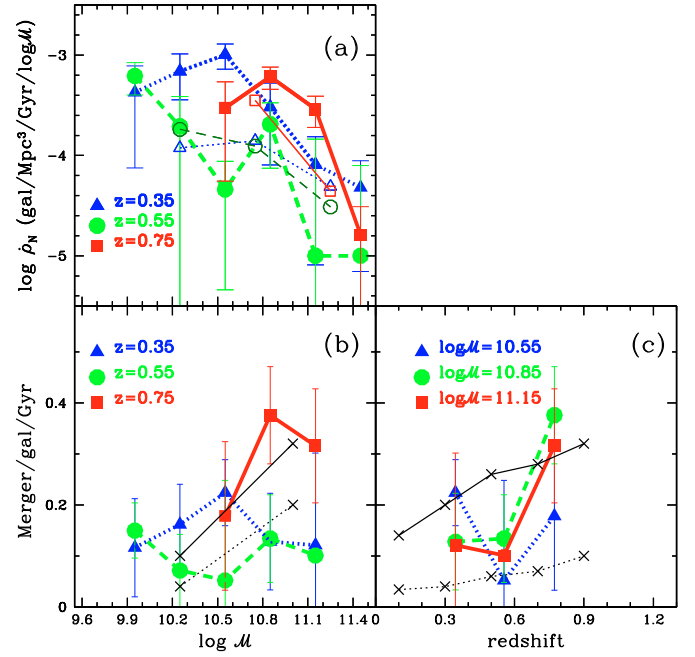 (a)
-3
-4
-5
log ρ̇_N (gal/Mpc³/Gyr/logℳ)
z=0.35
z=0.55
z=0.75
(b)
z=0.35
z=0.55
z=0.75
(c)
logℳ=10.55
logℳ=10.85
logℳ=11.15
0.4
0.2
0
Merger/gal/Gyr
9.6 9.9 10.2 10.5 10.8 11.1 11.4 0 0.3 0.6 0.9 1.2
log ℳ
redshift